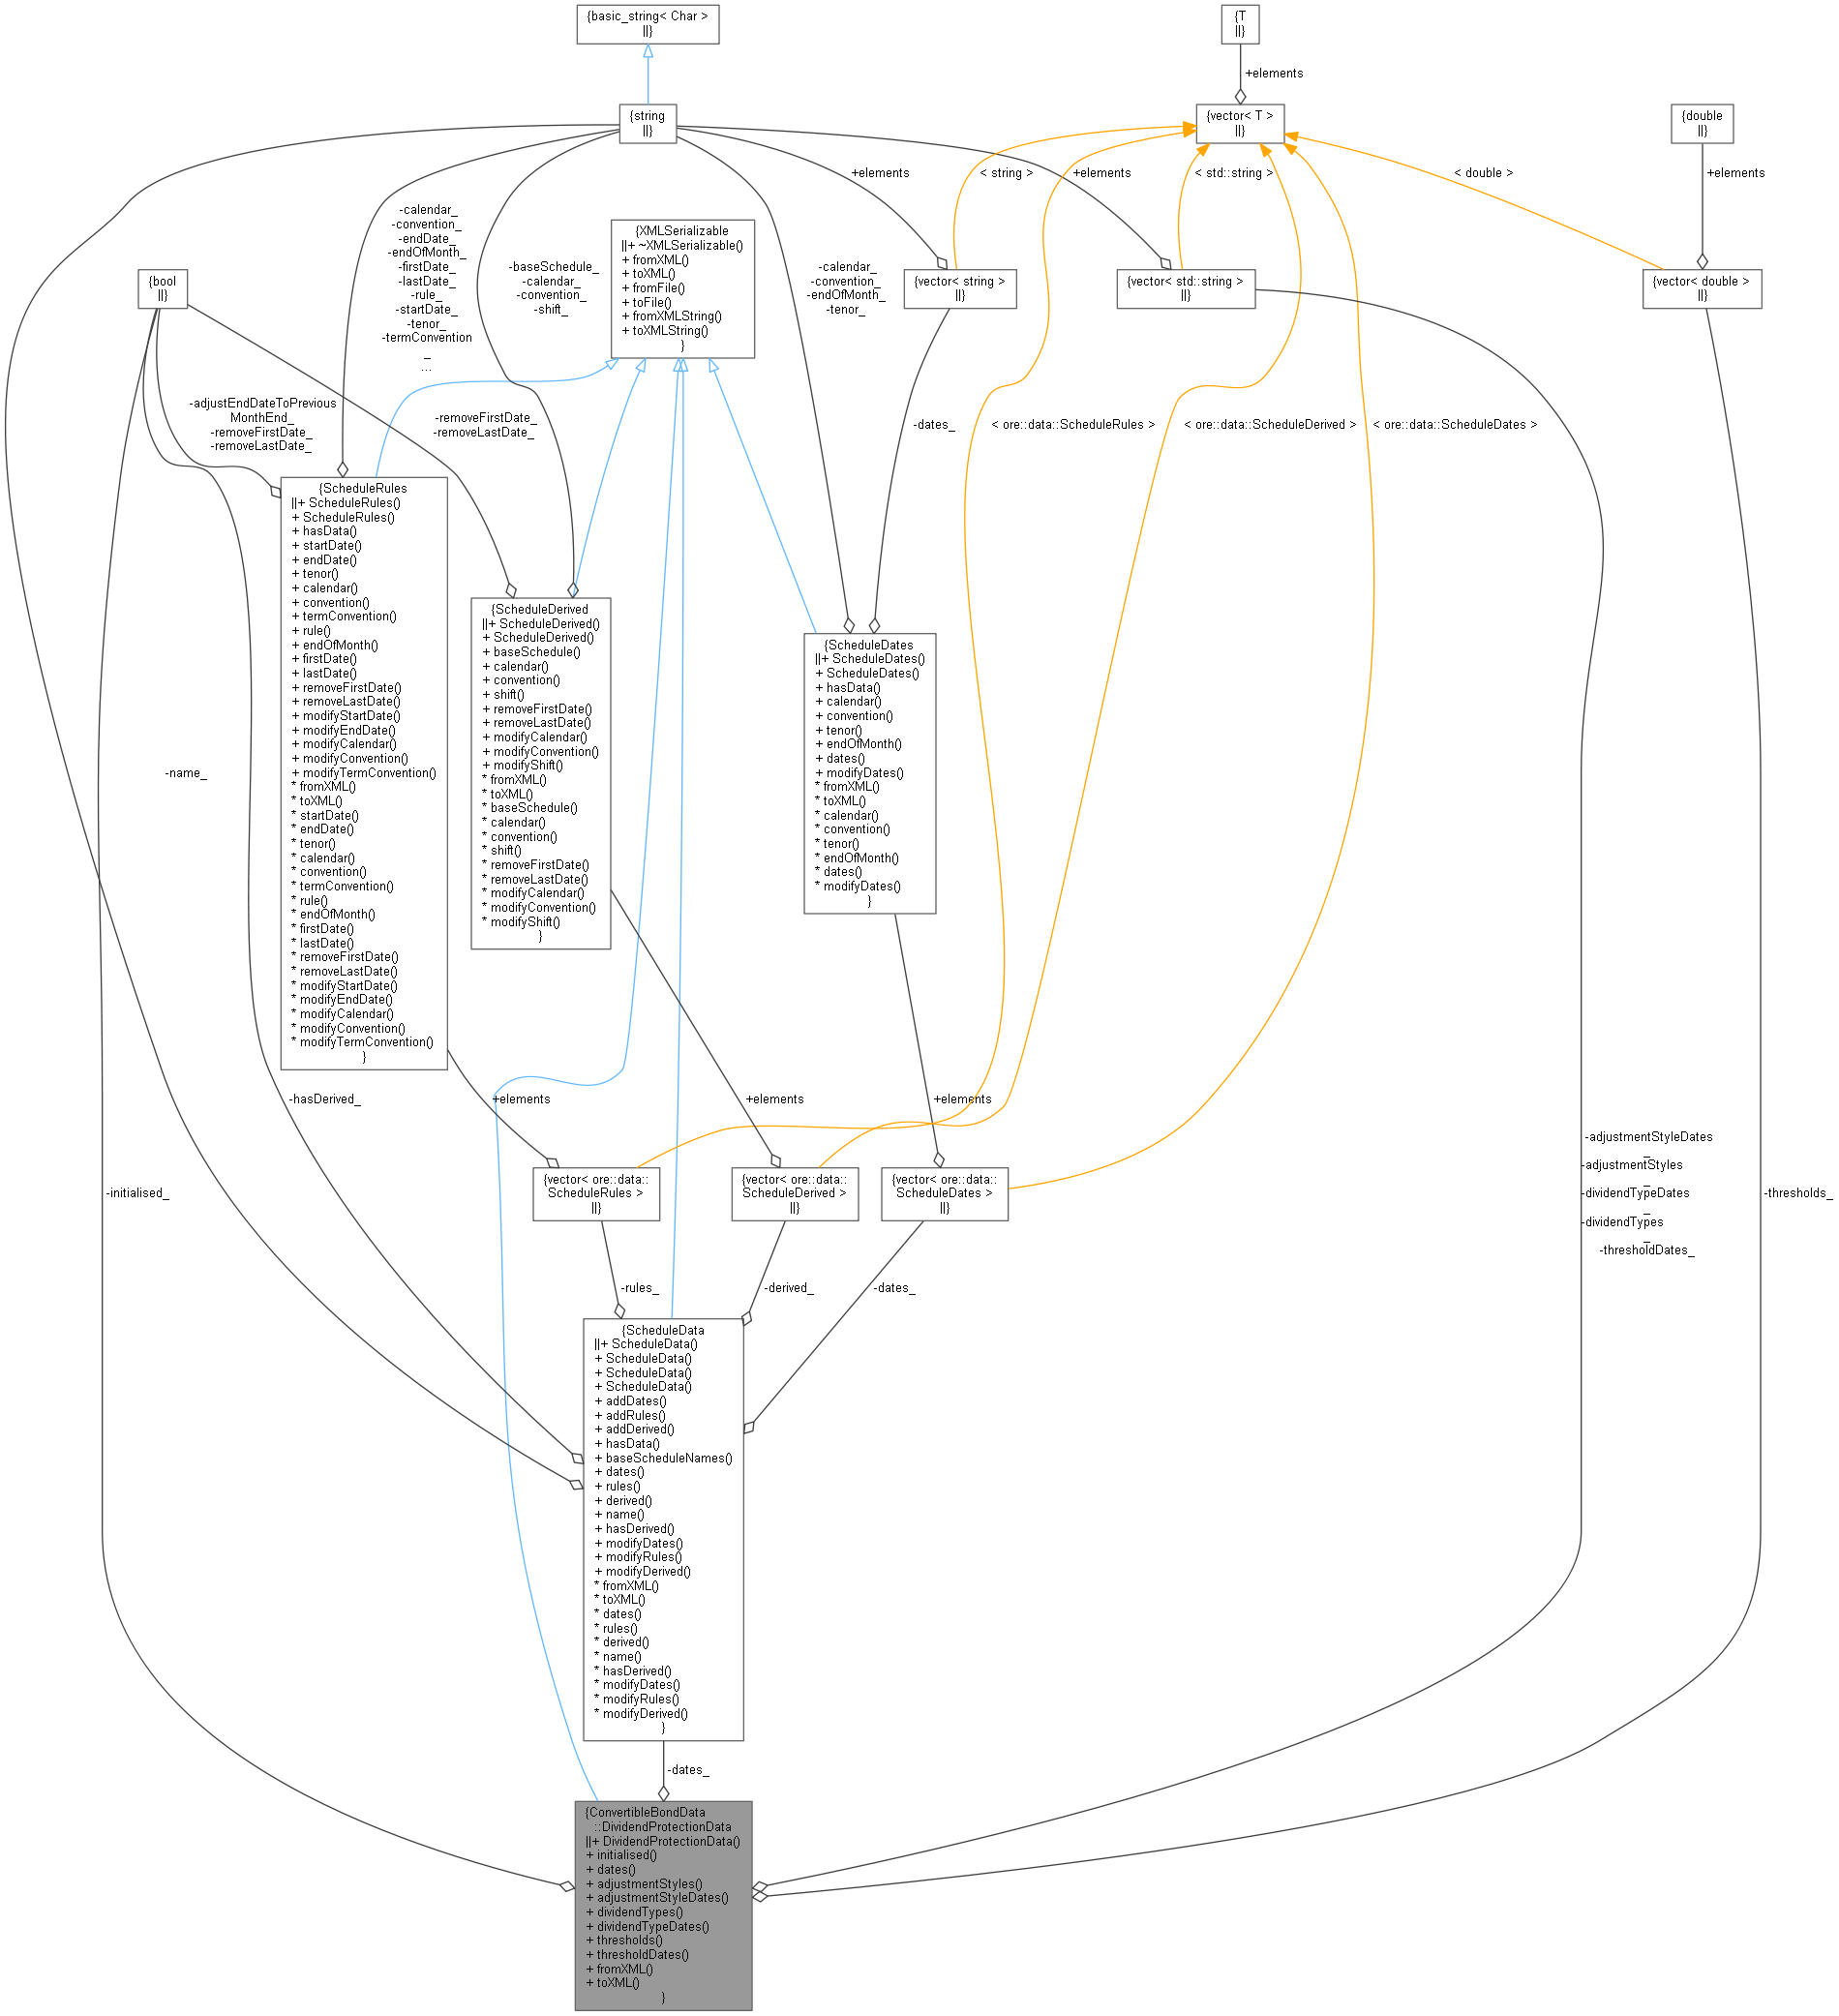 {basic_string< Char >
||}
{T
||}
+elements
{string
||}
{vector< T >
||}
{double
||}
+elements
< string >
+elements
< std::string >
< double >
+elements
-calendar_
-convention_
-endDate_
-endOfMonth_
-firstDate_
-lastDate_
-rule_
-startDate_
-tenor_
-termConvention
_
...
{XMLSerializable
||+ ~XMLSerializable()
+ fromXML()
+ toXML()
+ fromFile()
+ toFile()
+ fromXMLString()
+ toXMLString()
}
-baseSchedule_
-calendar_
-convention_
-shift_
-calendar_
-convention_
-endOfMonth_
-tenor_
{bool
||}
{vector< string >
||}
{vector< std::string >
||}
{vector< double >
||}
-adjustEndDateToPrevious
MonthEnd_
-removeFirstDate_
-removeLastDate_
-removeFirstDate_
-removeLastDate_
-dates_
< ore::data::ScheduleRules >
< ore::data::ScheduleDerived >
< ore::data::ScheduleDates >
{ScheduleRules
||+ ScheduleRules()
+ ScheduleRules()
+ hasData()
+ startDate()
+ endDate()
+ tenor()
+ calendar()
+ convention()
+ termConvention()
+ rule()
+ endOfMonth()
+ firstDate()
+ lastDate()
+ removeFirstDate()
+ removeLastDate()
+ modifyStartDate()
+ modifyEndDate()
+ modifyCalendar()
+ modifyConvention()
+ modifyTermConvention()
* fromXML()
* toXML()
* startDate()
* endDate()
* tenor()
* calendar()
* convention()
* termConvention()
* rule()
* endOfMonth()
* firstDate()
* lastDate()
* removeFirstDate()
* removeLastDate()
* modifyStartDate()
* modifyEndDate()
* modifyCalendar()
* modifyConvention()
* modifyTermConvention()
}
{ScheduleDerived
||+ ScheduleDerived()
+ ScheduleDerived()
+ baseSchedule()
+ calendar()
+ convention()
+ shift()
+ removeFirstDate()
+ removeLastDate()
+ modifyCalendar()
+ modifyConvention()
+ modifyShift()
* fromXML()
* toXML()
* baseSchedule()
* calendar()
* convention()
* shift()
* removeFirstDate()
* removeLastDate()
* modifyCalendar()
* modifyConvention()
* modifyShift()
}
{ScheduleDates
||+ ScheduleDates()
+ ScheduleDates()
+ hasData()
+ calendar()
+ convention()
+ tenor()
+ endOfMonth()
+ dates()
+ modifyDates()
* fromXML()
* toXML()
* calendar()
* convention()
* tenor()
* endOfMonth()
* dates()
* modifyDates()
}
-name_
-hasDerived_
+elements
+elements
+elements
-initialised_
{vector< ore::data::
ScheduleRules >
||}
{vector< ore::data::
ScheduleDerived >
||}
{vector< ore::data::
ScheduleDates >
||}
-adjustmentStyleDates
_
-adjustmentStyles
_
-dividendTypeDates
_
-dividendTypes
_
-thresholdDates_
-thresholds_
-rules_
-derived_
-dates_
{ScheduleData
||+ ScheduleData()
+ ScheduleData()
+ ScheduleData()
+ ScheduleData()
+ addDates()
+ addRules()
+ addDerived()
+ hasData()
+ baseScheduleNames()
+ dates()
+ rules()
+ derived()
+ name()
+ hasDerived()
+ modifyDates()
+ modifyRules()
+ modifyDerived()
* fromXML()
* toXML()
* dates()
* rules()
* derived()
* name()
* hasDerived()
* modifyDates()
* modifyRules()
* modifyDerived()
}
-dates_
{ConvertibleBondData
::DividendProtectionData
||+ DividendProtectionData()
+ initialised()
+ dates()
+ adjustmentStyles()
+ adjustmentStyleDates()
+ dividendTypes()
+ dividendTypeDates()
+ thresholds()
+ thresholdDates()
+ fromXML()
+ toXML()
}